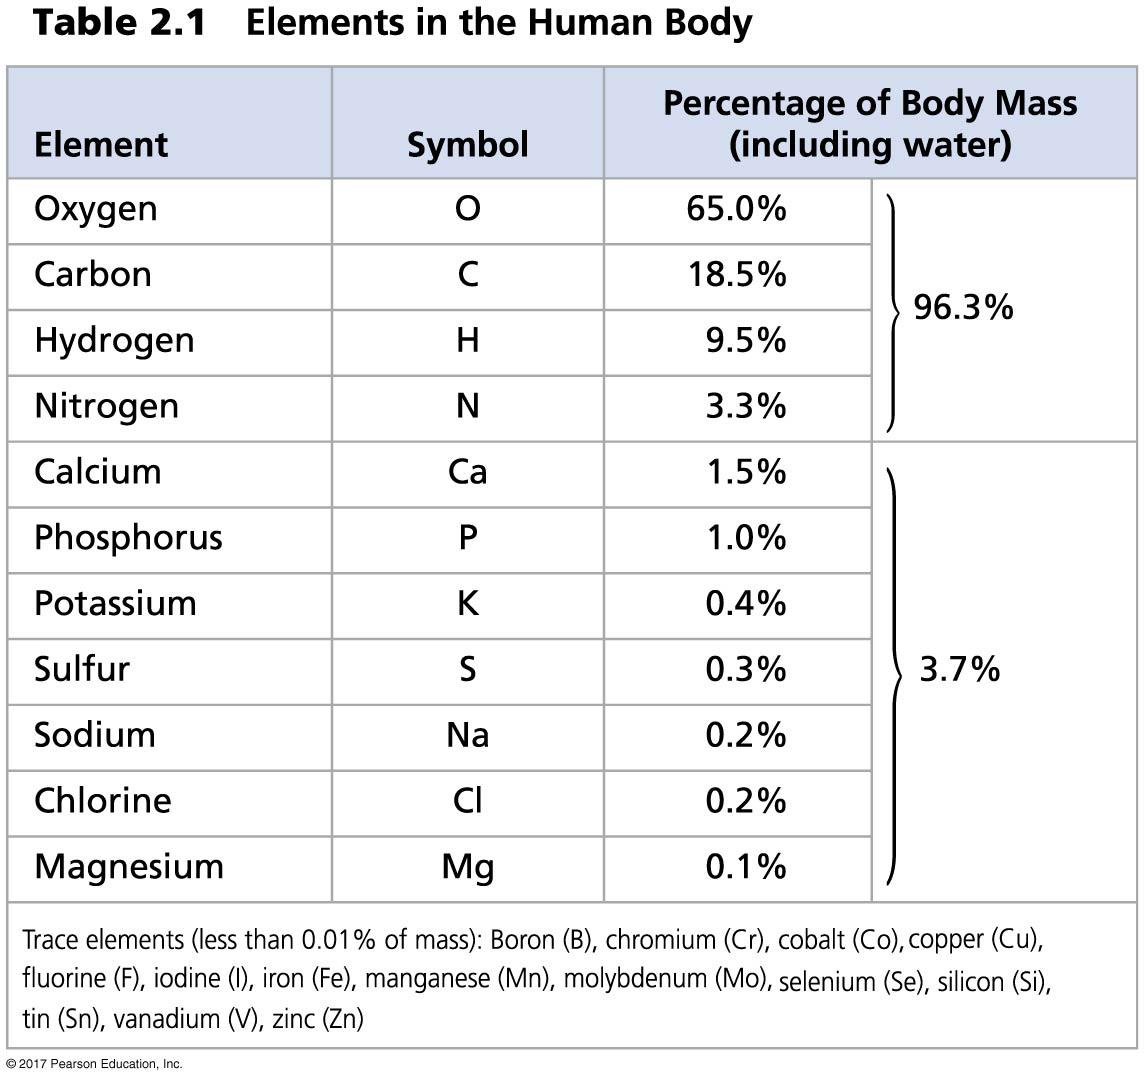 Table 2.1 Elements in the Human Body
Element Symbol Percentage of Body Mass
(including water)
Oxygen O 65.0%
Carbon C 18.5%
96.3%
Hydrogen H 9.5%
Nitrogen N 3.3%
Calcium Ca 1.5%
Phosphorus P 1.0%
Potassium K 0.4%
Sulfur S 0.3% 3.7%
Sodium Na 0.2%
Chlorine Cl 0.2%
Magnesium Mg 0.1%
Trace elements (less than 0.01% of mass): Boron (B), chromium (Cr), cobalt (Co), copper (Cu),
fluorine (F), iodine (I), iron (Fe), manganese (Mn), molybdenum (Mo), selenium (Se), silicon (Si),
tin (Sn), vanadium (V), zinc (Zn)
© 2017 Pearson Education, Inc.